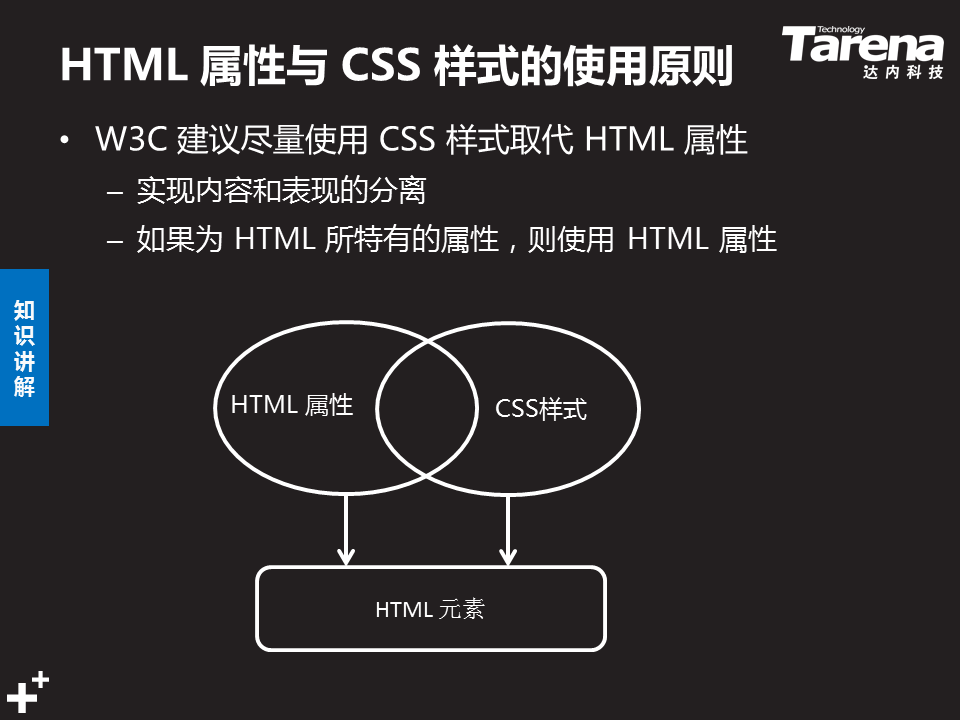 HTML 属性与 CSS 样式的使用原则
Technology
Tarena
达内科技
• W3C 建议尽量使用 CSS 样式取代 HTML 属性
– 实现内容和表现的分离
– 如果为 HTML 所特有的属性，则使用 HTML 属性
知识讲解
HTML 属性
CSS样式
HTML 元素